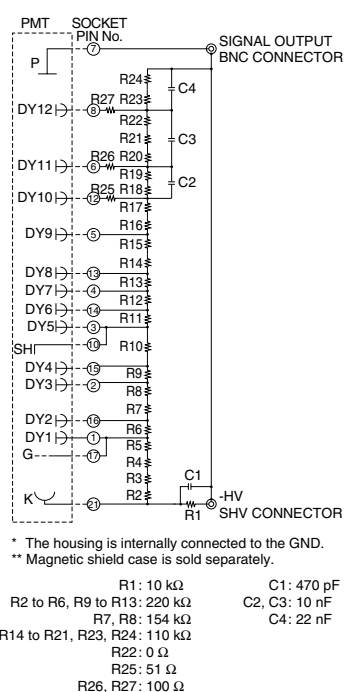 PMT SOCKET
PIN No.
7 SIGNAL OUTPUT
BNC CONNECTOR
P
R24
C4
R27 R23
DY12 8
R22
R21 C3
R26 R20
DY11 6
R19
C2
R25 R18
DY10 12
R17
R16
DY9 5
R15
R14
DY8 13
R13
DY7 4
R12
DY6 14
R11
DY5 3
10
SH R10
DY4 15
R9
DY3 2
R8
R7
DY2 16
R6
DY1 1
R5
G 17
R4
R3 C1
R2 -HV
K 21
R1 SHV CONNECTOR
* The housing is internally connected to the GND.
** Magnetic shield case is sold separately.
R1: 10 kΩ C1: 470 pF
R2 to R6, R9 to R13: 220 kΩ C2, C3: 10 nF
R7, R8: 154 kΩ C4: 22 nF
R14 to R21, R23, R24: 110 kΩ
R22: 0 Ω
R25: 51 Ω
R26, R27: 100 Ω